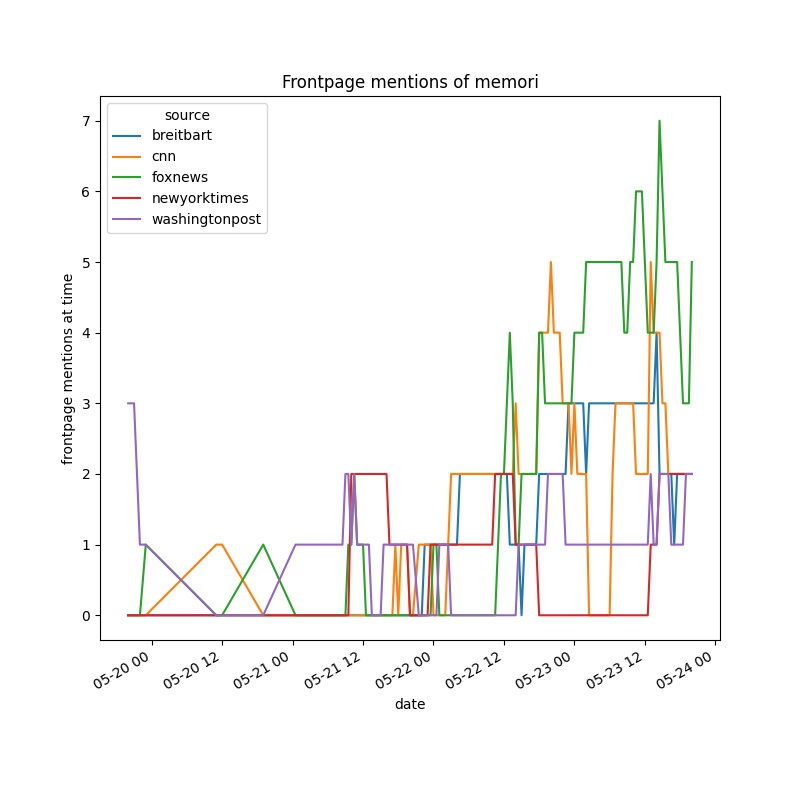 Frontpage mentions of memori
source
breitbart
cnn
foxnews
newyorktimes
washingtonpost
frontpage mentions at time
7
6
5
4
3
2
1
0
05-20 00
05-20 12
05-21 00
05-21 12
05-22 00
05-22 12
05-23 00
05-23 12
05-24 00
date